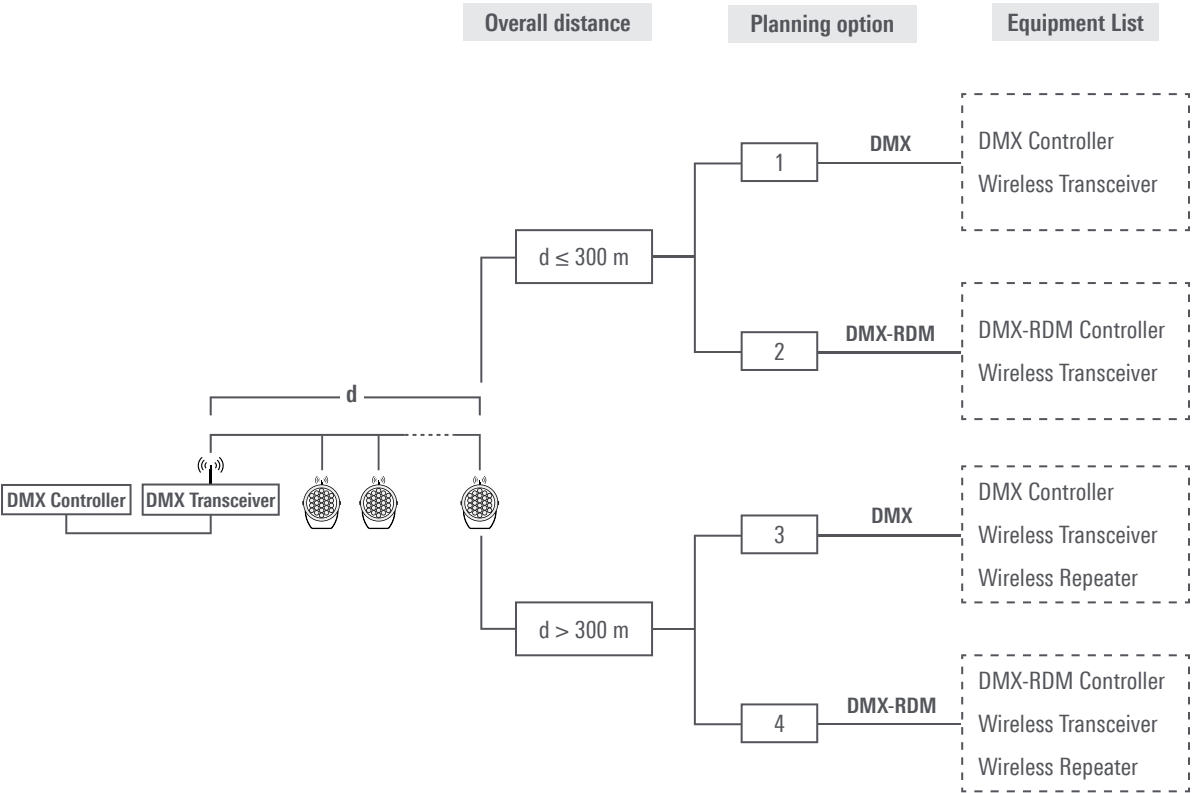 Overall distance
Planning option
Equipment List
1
DMX
DMX Controller
Wireless Transceiver
d ≤ 300 m
2
DMX-RDM
DMX-RDM Controller
Wireless Transceiver
d
DMX Controller
DMX Transceiver
3
DMX
DMX Controller
Wireless Transceiver
Wireless Repeater
d > 300 m
4
DMX-RDM
DMX-RDM Controller
Wireless Transceiver
Wireless Repeater